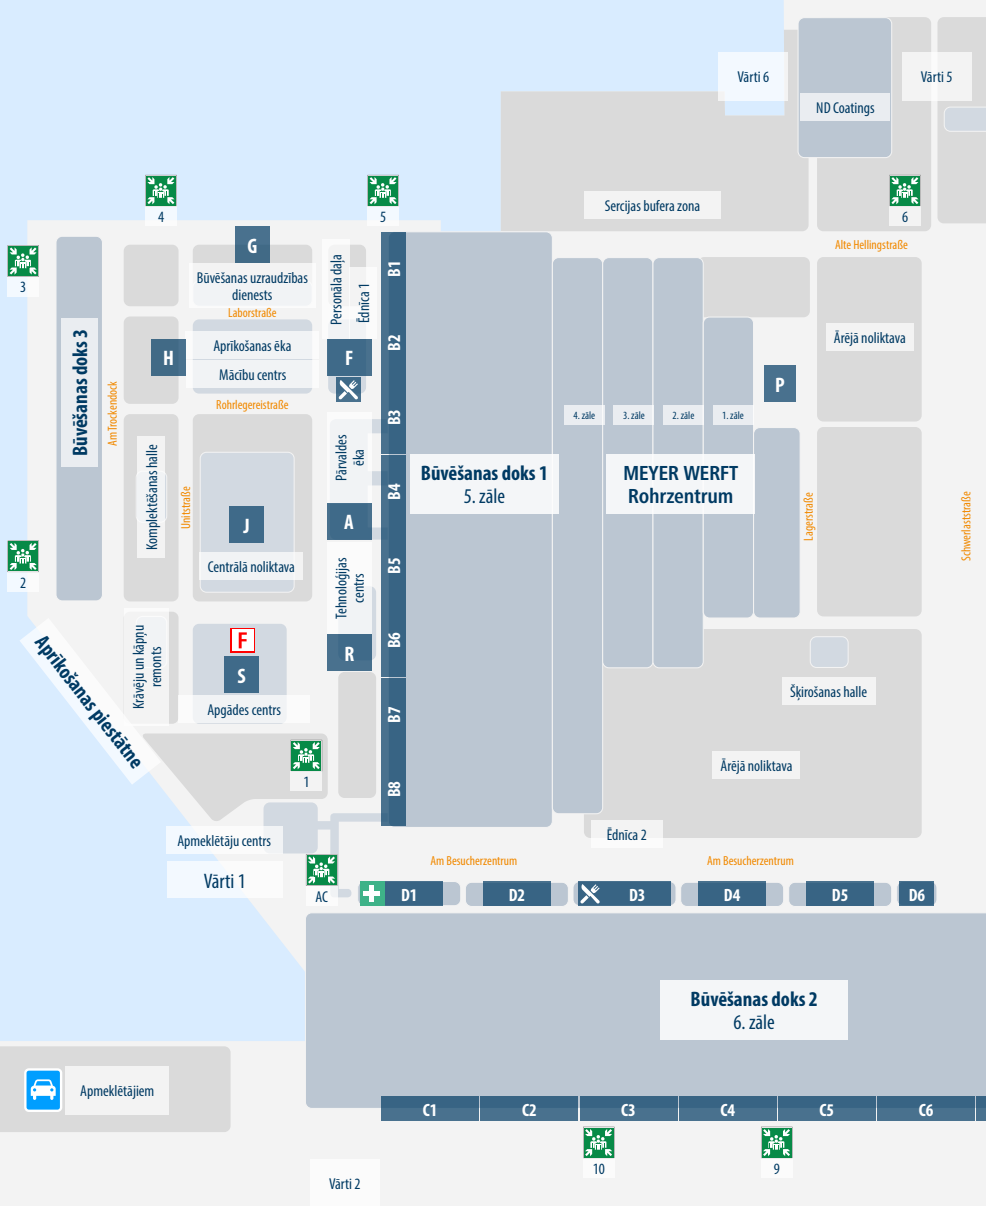 Vārti 6
Vārti 5
ND Coatings
Sercijas bufera zona
4
5
6
3
G
Būvēšanas uzraudzības
dienests
Laborstraße
Personāla daļa
Ēdnīca 1
B1
B2
B3
B4
B5
B6
B7
B8
Alte Hellingstraße
Ārējā noliktava
Būvēšanas doks 3
Am Trockendock
H
Aprīkošanas ēka
Mācību centrs
F
Rohrlegereistraße
P
4. zāle
3. zāle
2. zāle
1. zāle
Komplektēšanas halle
Unitstraße
J
Centrālā noliktava
Pārvaldes
ēka
A
Būvēšanas doks 1
5. zāle
MEYER WERFT
Rohrzentrum
Lagerstraße
Schwerlaststraße
2
Tehnoloģijas
centrs
R
Krāvēju un kāpņu
remonts
F
S
Apgādes centrs
Aprīkošanas piestātne
Šķirošanas halle
Ārējā noliktava
1
Apmeklētāju centrs
Vārti 1
Ēdnīca 2
Am Besucherzentrum
Am Besucherzentrum
AC
D1
D2
D3
D4
D5
D6
Būvēšanas doks 2
6. zāle
Apmeklētājiem
C1
C2
C3
C4
C5
C6
10
9
Vārti 2